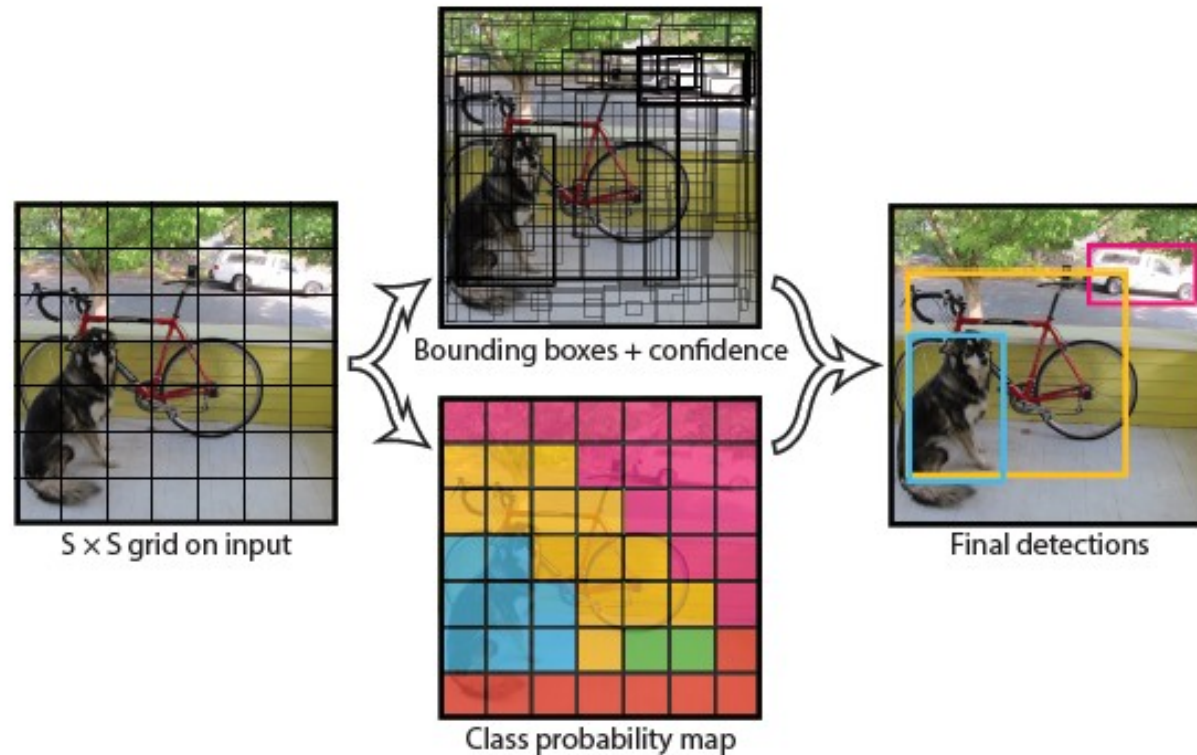 Bounding boxes + confidence
S × S grid on input
Final detections
Class probability map